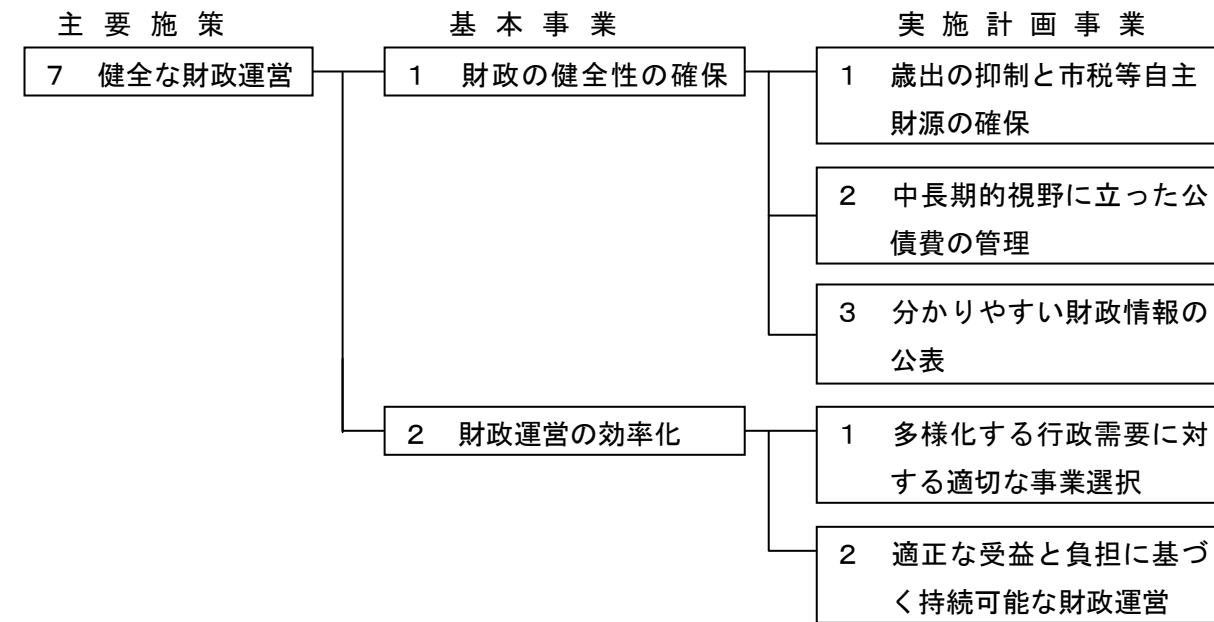 主要施策
基本事業
実施計画事業
７　健全な財政運営
１　財政の健全性の確保
１　歳出の抑制と市税等自主
財源の確保
２　中長期的視野に立った公
債費の管理
３　分かりやすい財政情報の
公表
２　財政運営の効率化
１　多様化する行政需要に対
する適切な事業選択
２　適正な受益と負担に基づ
く持続可能な財政運営